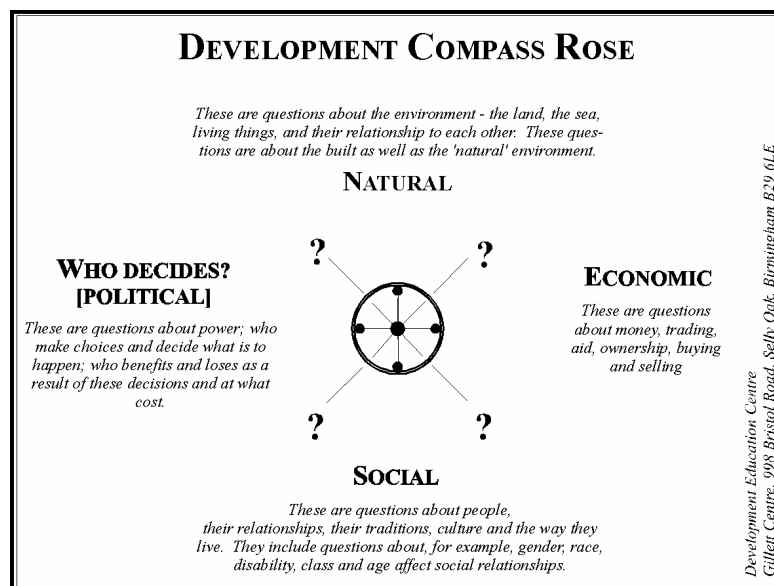 DEVELOPMENT COMPASS ROSE
These are questions about the environment - the land, the sea,
living things, and their relationship to each other. These ques-
tions are about the built as well as the 'natural' environment.
NATURAL
?
?
WHO DECIDES?
[POLITICAL]
These are questions about power; who
make choices and decide what is to
happen; who benefits and loses as a
result of these decisions and at what
cost.
ECONOMIC
These are questions
about money, trading,
aid, ownership, buying
and selling
?
?
SOCIAL
These are questions about people,
their relationships, their traditions, culture and the way they
live. They include questions about, for example, gender, race,
disability, class and age affect social relationships.
Development Education Centre
Gillett Centre, 998 Bristol Road, Selly Oak, Birmingham B29 6LE